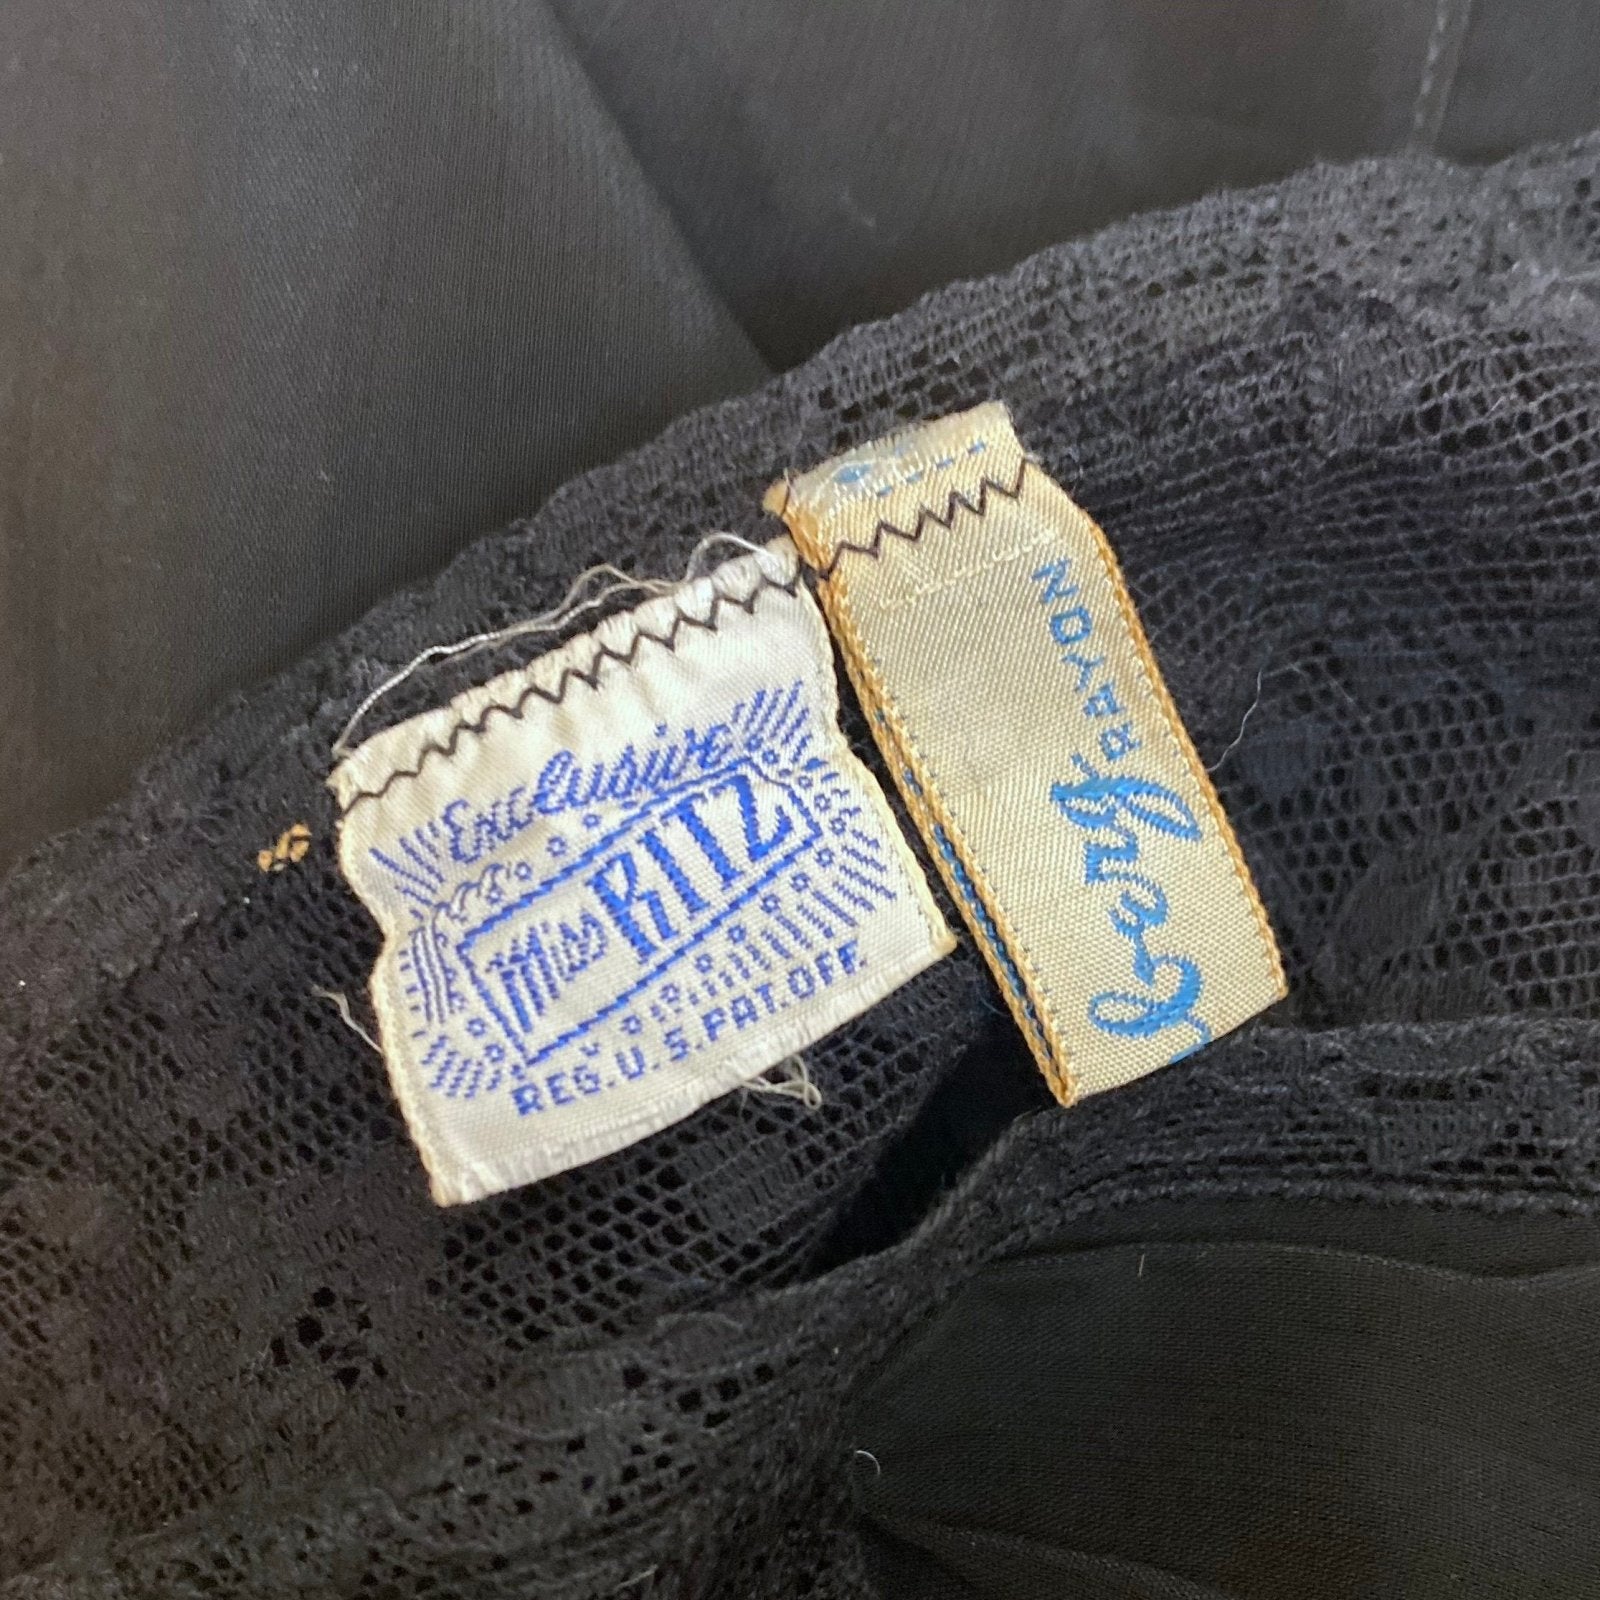 Exclusive
Miss RITZ
REG. U.S. PAT. OFF.
RAYON